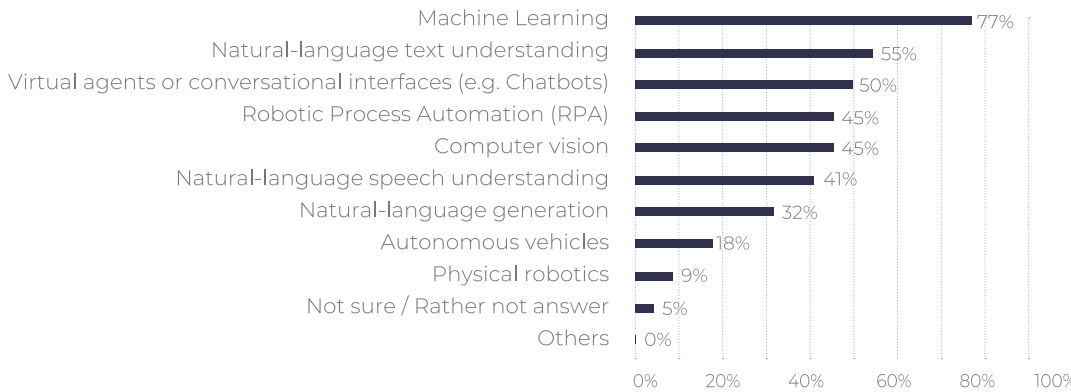 Machine Learning 77%
Natural-language text understanding 55%
Virtual agents or conversational interfaces (e.g. Chatbots) 50%
Robotic Process Automation (RPA) 45%
Computer vision 45%
Natural-language speech understanding 41%
Natural-language generation 32%
Autonomous vehicles 18%
Physical robotics 9%
Not sure / Rather not answer 5%
Others 0%
0% 20% 40% 60% 80% 100%